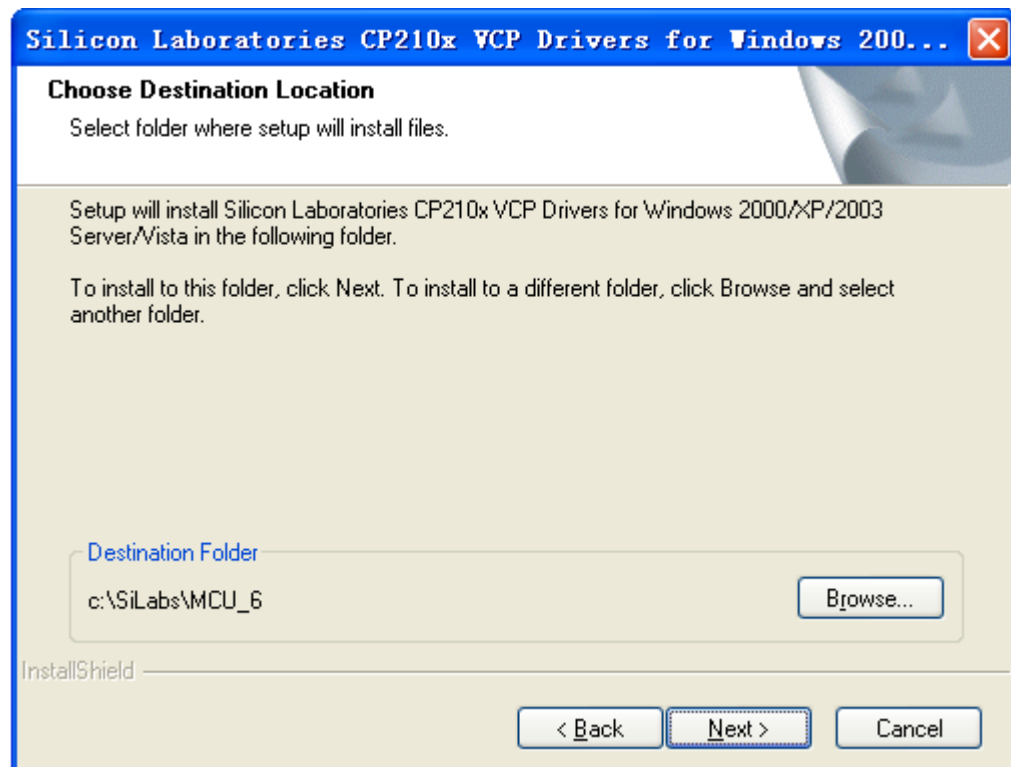 Silicon Laboratories CP210x VCP Drivers for Windows 200...
Choose Destination Location
Select folder where setup will install files.
Setup will install Silicon Laboratories CP210x VCP Drivers for Windows 2000/XP/2003
Server/Vista in the following folder.
To install to this folder, click Next. To install to a different folder, click Browse and select
another folder.
Destination Folder
c:\SiLabs\MCU_6
Browse...
InstallShield
< Back
Next >
Cancel